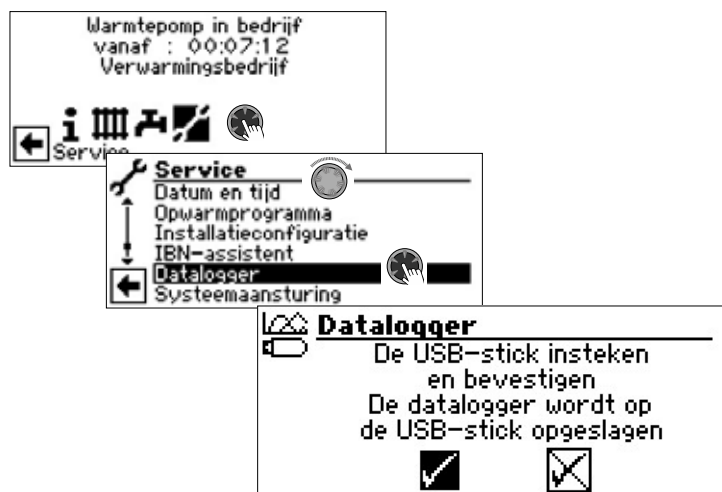 Warmtepomp in bedrijf
vanaf : 00:07:12
Verwarmingsbedrijf
Service
Service
Datum en tijd
Opwarmprogramma
Installatieconfiguratie
IBN-assistent
Datalogger
Systeemaansturing
Datalogger
De USB-stick insteken
en bevestigen
De datalogger wordt op
de USB-stick opgeslagen